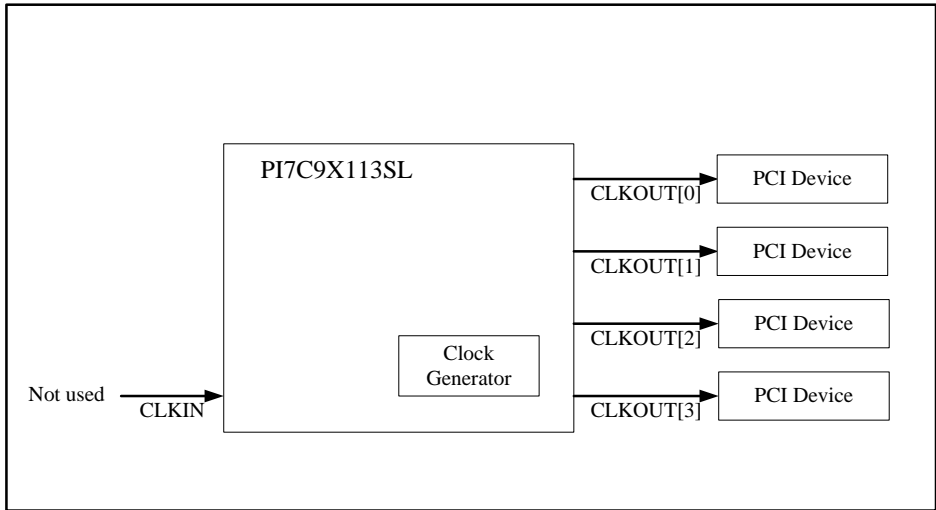 PI7C9X113SL
CLKOUT[0]
PCI Device
CLKOUT[1]
PCI Device
CLKOUT[2]
PCI Device
Clock
Generator
Not used
CLKIN
CLKOUT[3]
PCI Device